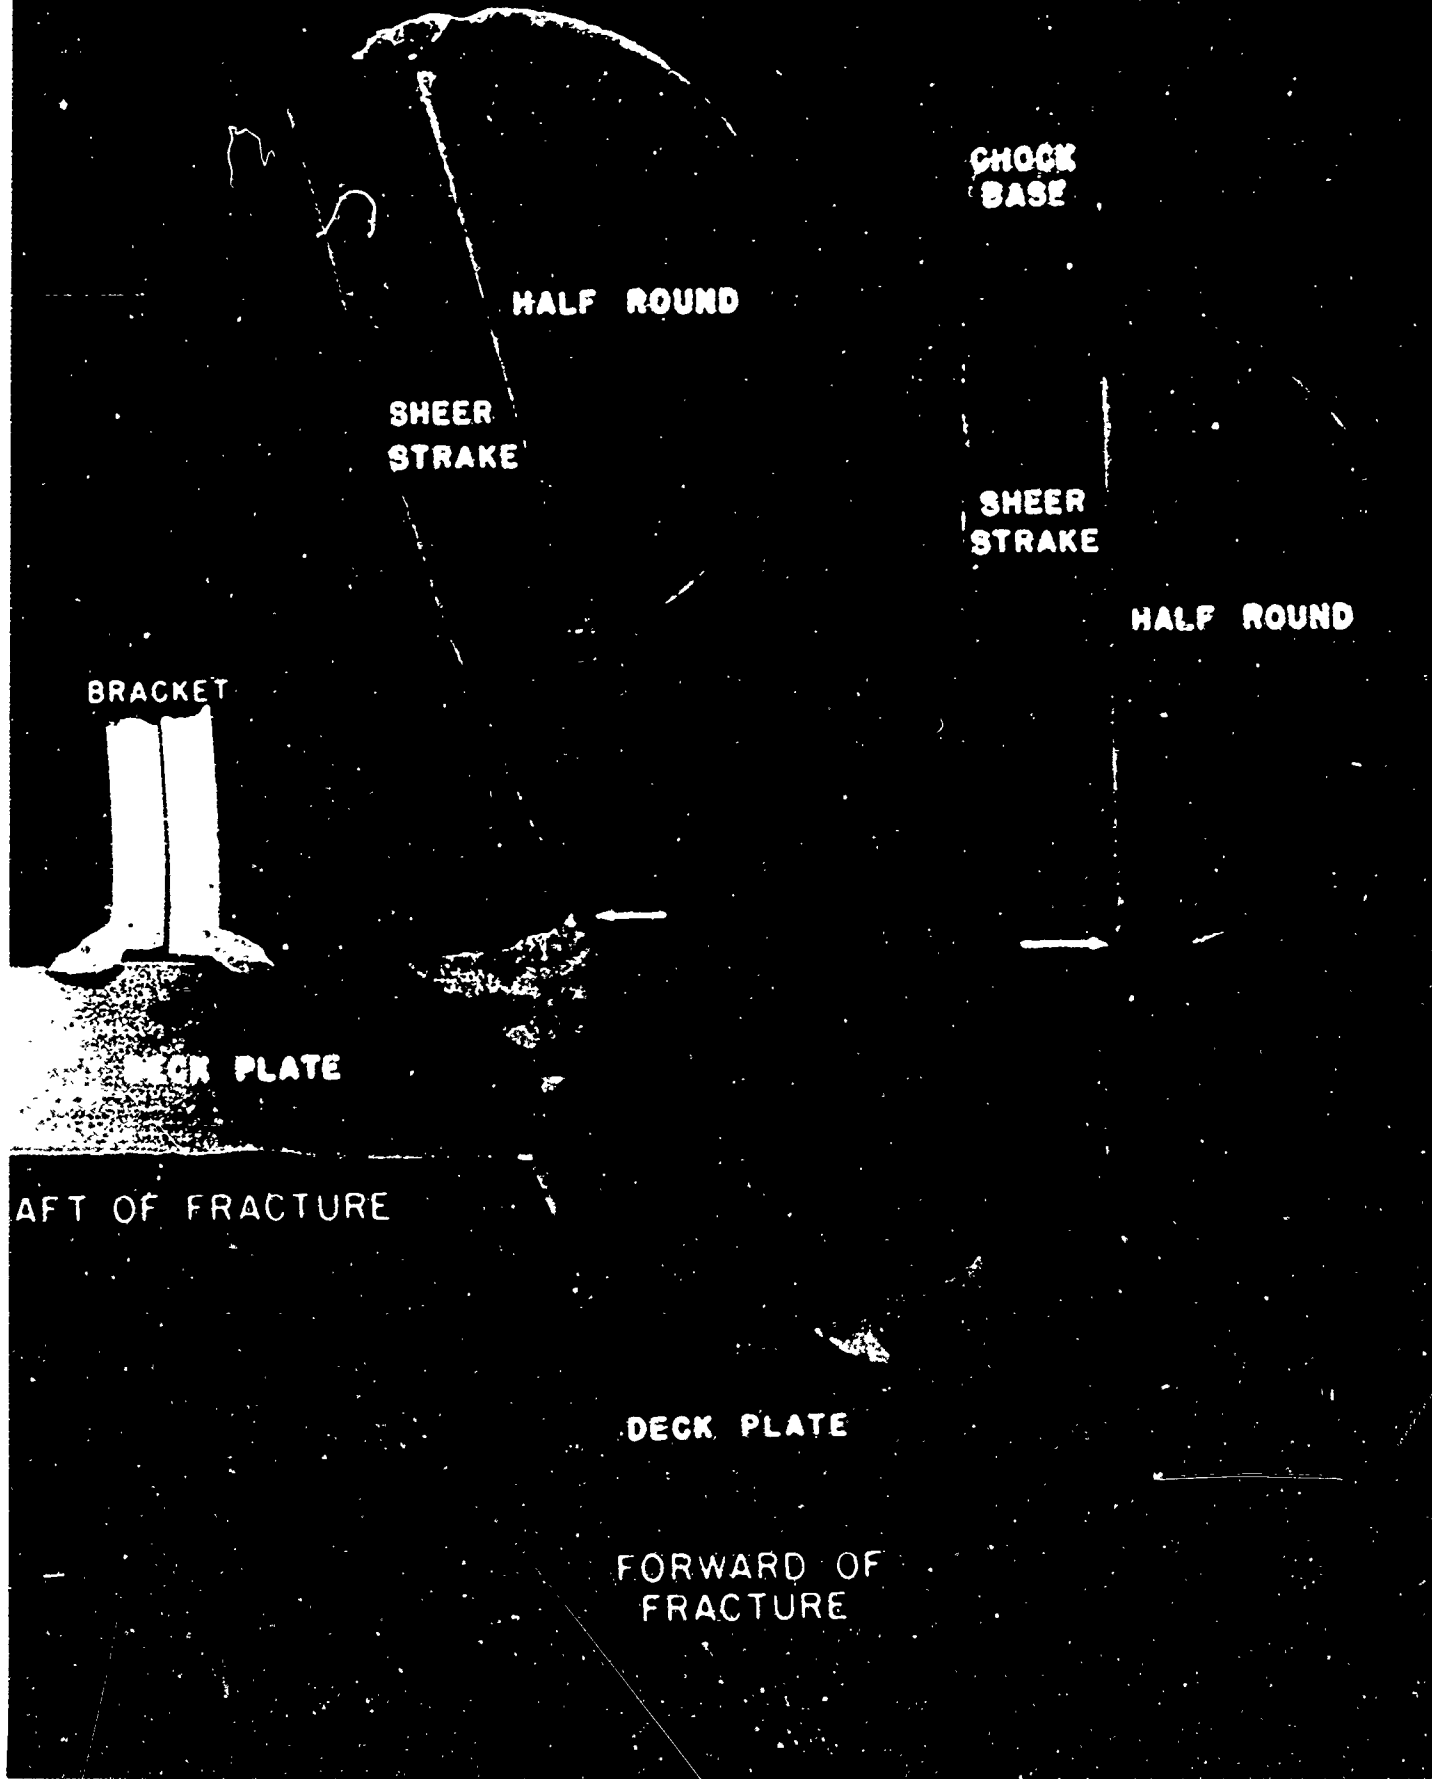 CHOCK
BASE
HALF ROUND
SHEER
STRAKE
SHEER
STRAKE
HALF ROUND
BRACKET
DECK PLATE
AFT OF FRACTURE
DECK PLATE
FORWARD OF
FRACTURE